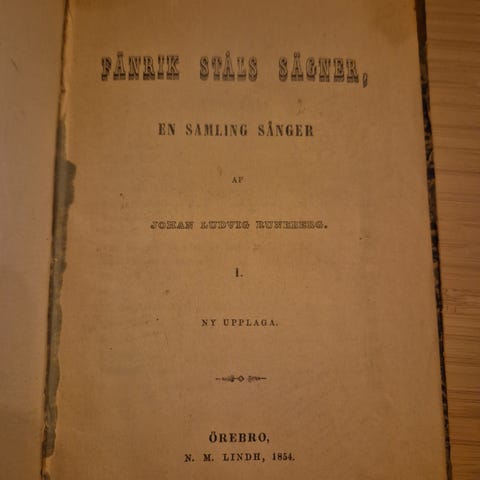 FÄNRIK STÅLS SÄGNER,
EN SAMLING SÅNGER
AF
JOHAN LUDVIG RUNEBERG.
I.
NY UPPLAGA.
ÖREBRO,
N. M. LINDH, 1854.